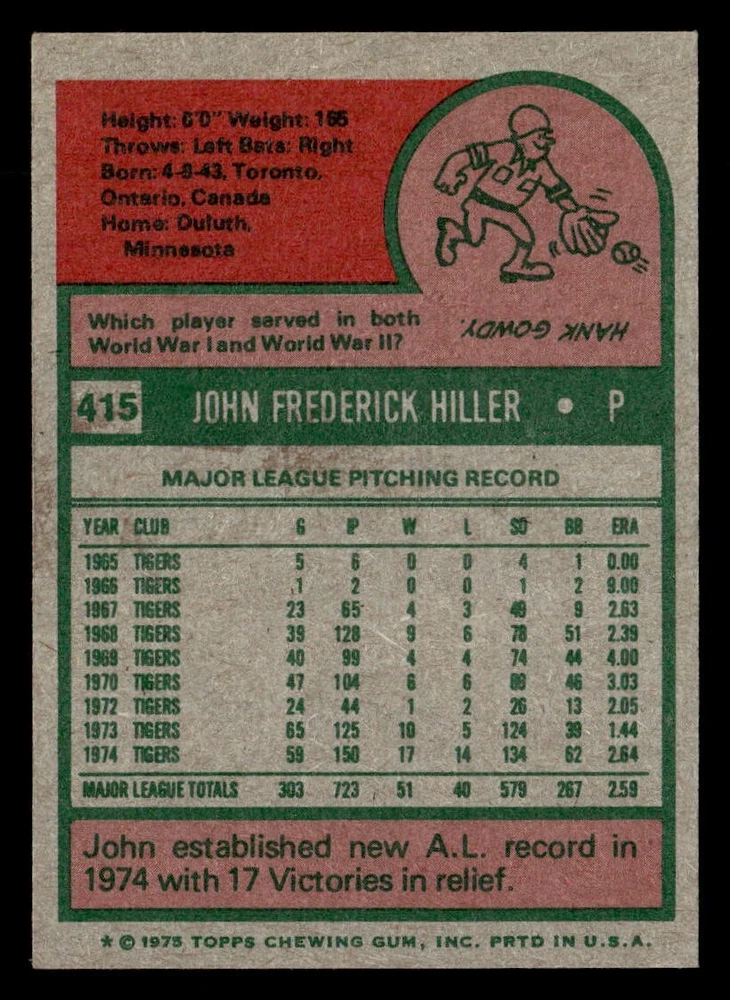 Height: 6'0" Weight: 165
Throws: Left Bats: Right
Born: 4-8-43, Toronto,
Ontario, Canada
Home: Duluth,
Minnesota
Which player served in both
World War I and World War II?
HANK GOWDY.
415 JOHN FREDERICK HILLER • P
MAJOR LEAGUE PITCHING RECORD
YEAR CLUB G IP W L SO BB ERA
1965 TIGERS 5 6 0 0 4 1 0.00
1966 TIGERS 1 2 0 0 1 2 9.00
1967 TIGERS 23 65 4 3 49 9 2.63
1968 TIGERS 39 128 9 6 78 51 2.39
1969 TIGERS 40 99 4 4 74 44 4.00
1970 TIGERS 47 104 6 6 89 46 3.03
1972 TIGERS 24 44 1 2 26 13 2.05
1973 TIGERS 65 125 10 5 124 39 1.44
1974 TIGERS 59 150 17 14 134 62 2.64
MAJOR LEAGUE TOTALS 303 723 51 40 579 267 2.59
John established new A.L. record in
1974 with 17 Victories in relief.
* © 1975 TOPPS CHEWING GUM, INC. PRTD IN U.S.A.